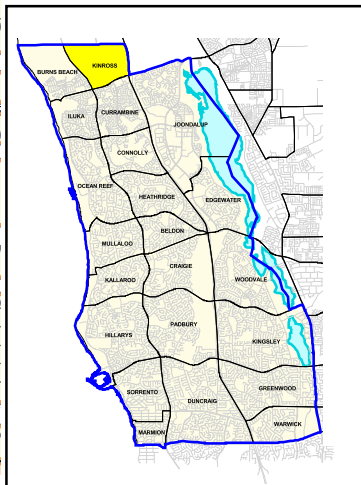 KINROSS
BURNS BEACH
ILUKA
CURRAMBINE
JOONDALUP
CONNOLLY
OCEAN REEF
HEATHRIDGE
EDGEWATER
BELDON
MULLALOO
CRAIGIE
WOODVALE
KALLAROO
PADBURY
HILLARYS
KINGSLEY
SORRENTO
GREENWOOD
DUNCRAIG
MARMION
WARWICK